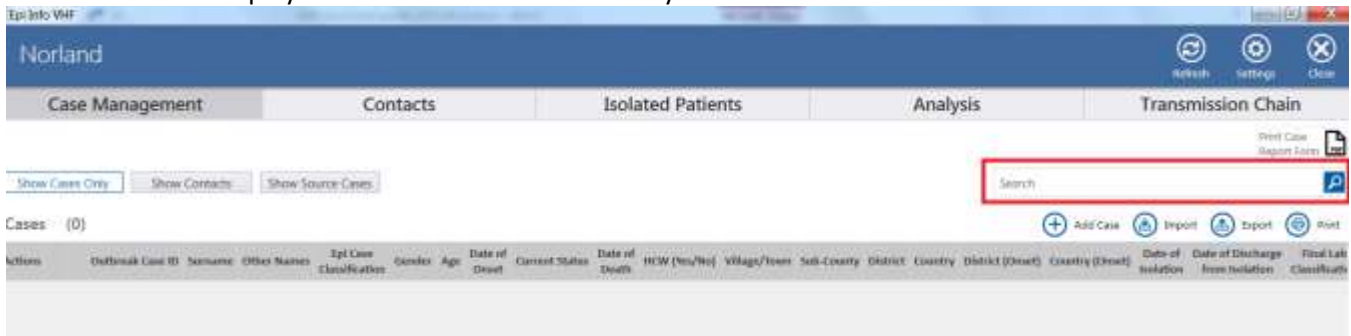 Epi Info VHF
Norland
Refresh Settings Close
Case Management Contacts Isolated Patients Analysis Transmission Chain
Print Case
Report Form
Show Cases Only Show Contacts Show Source Cases Search
Cases (0) Add Case Import Export Print
Actions Outbreak Case ID Surname Other Names Epi Case Classification Gender Age Date of Onset Current Status Date of Death HCW (Yes/No) Village/Town Sub-County District Country District (Onset) Country (Onset) Date of Isolation Date of Discharge from Isolation Final Lab